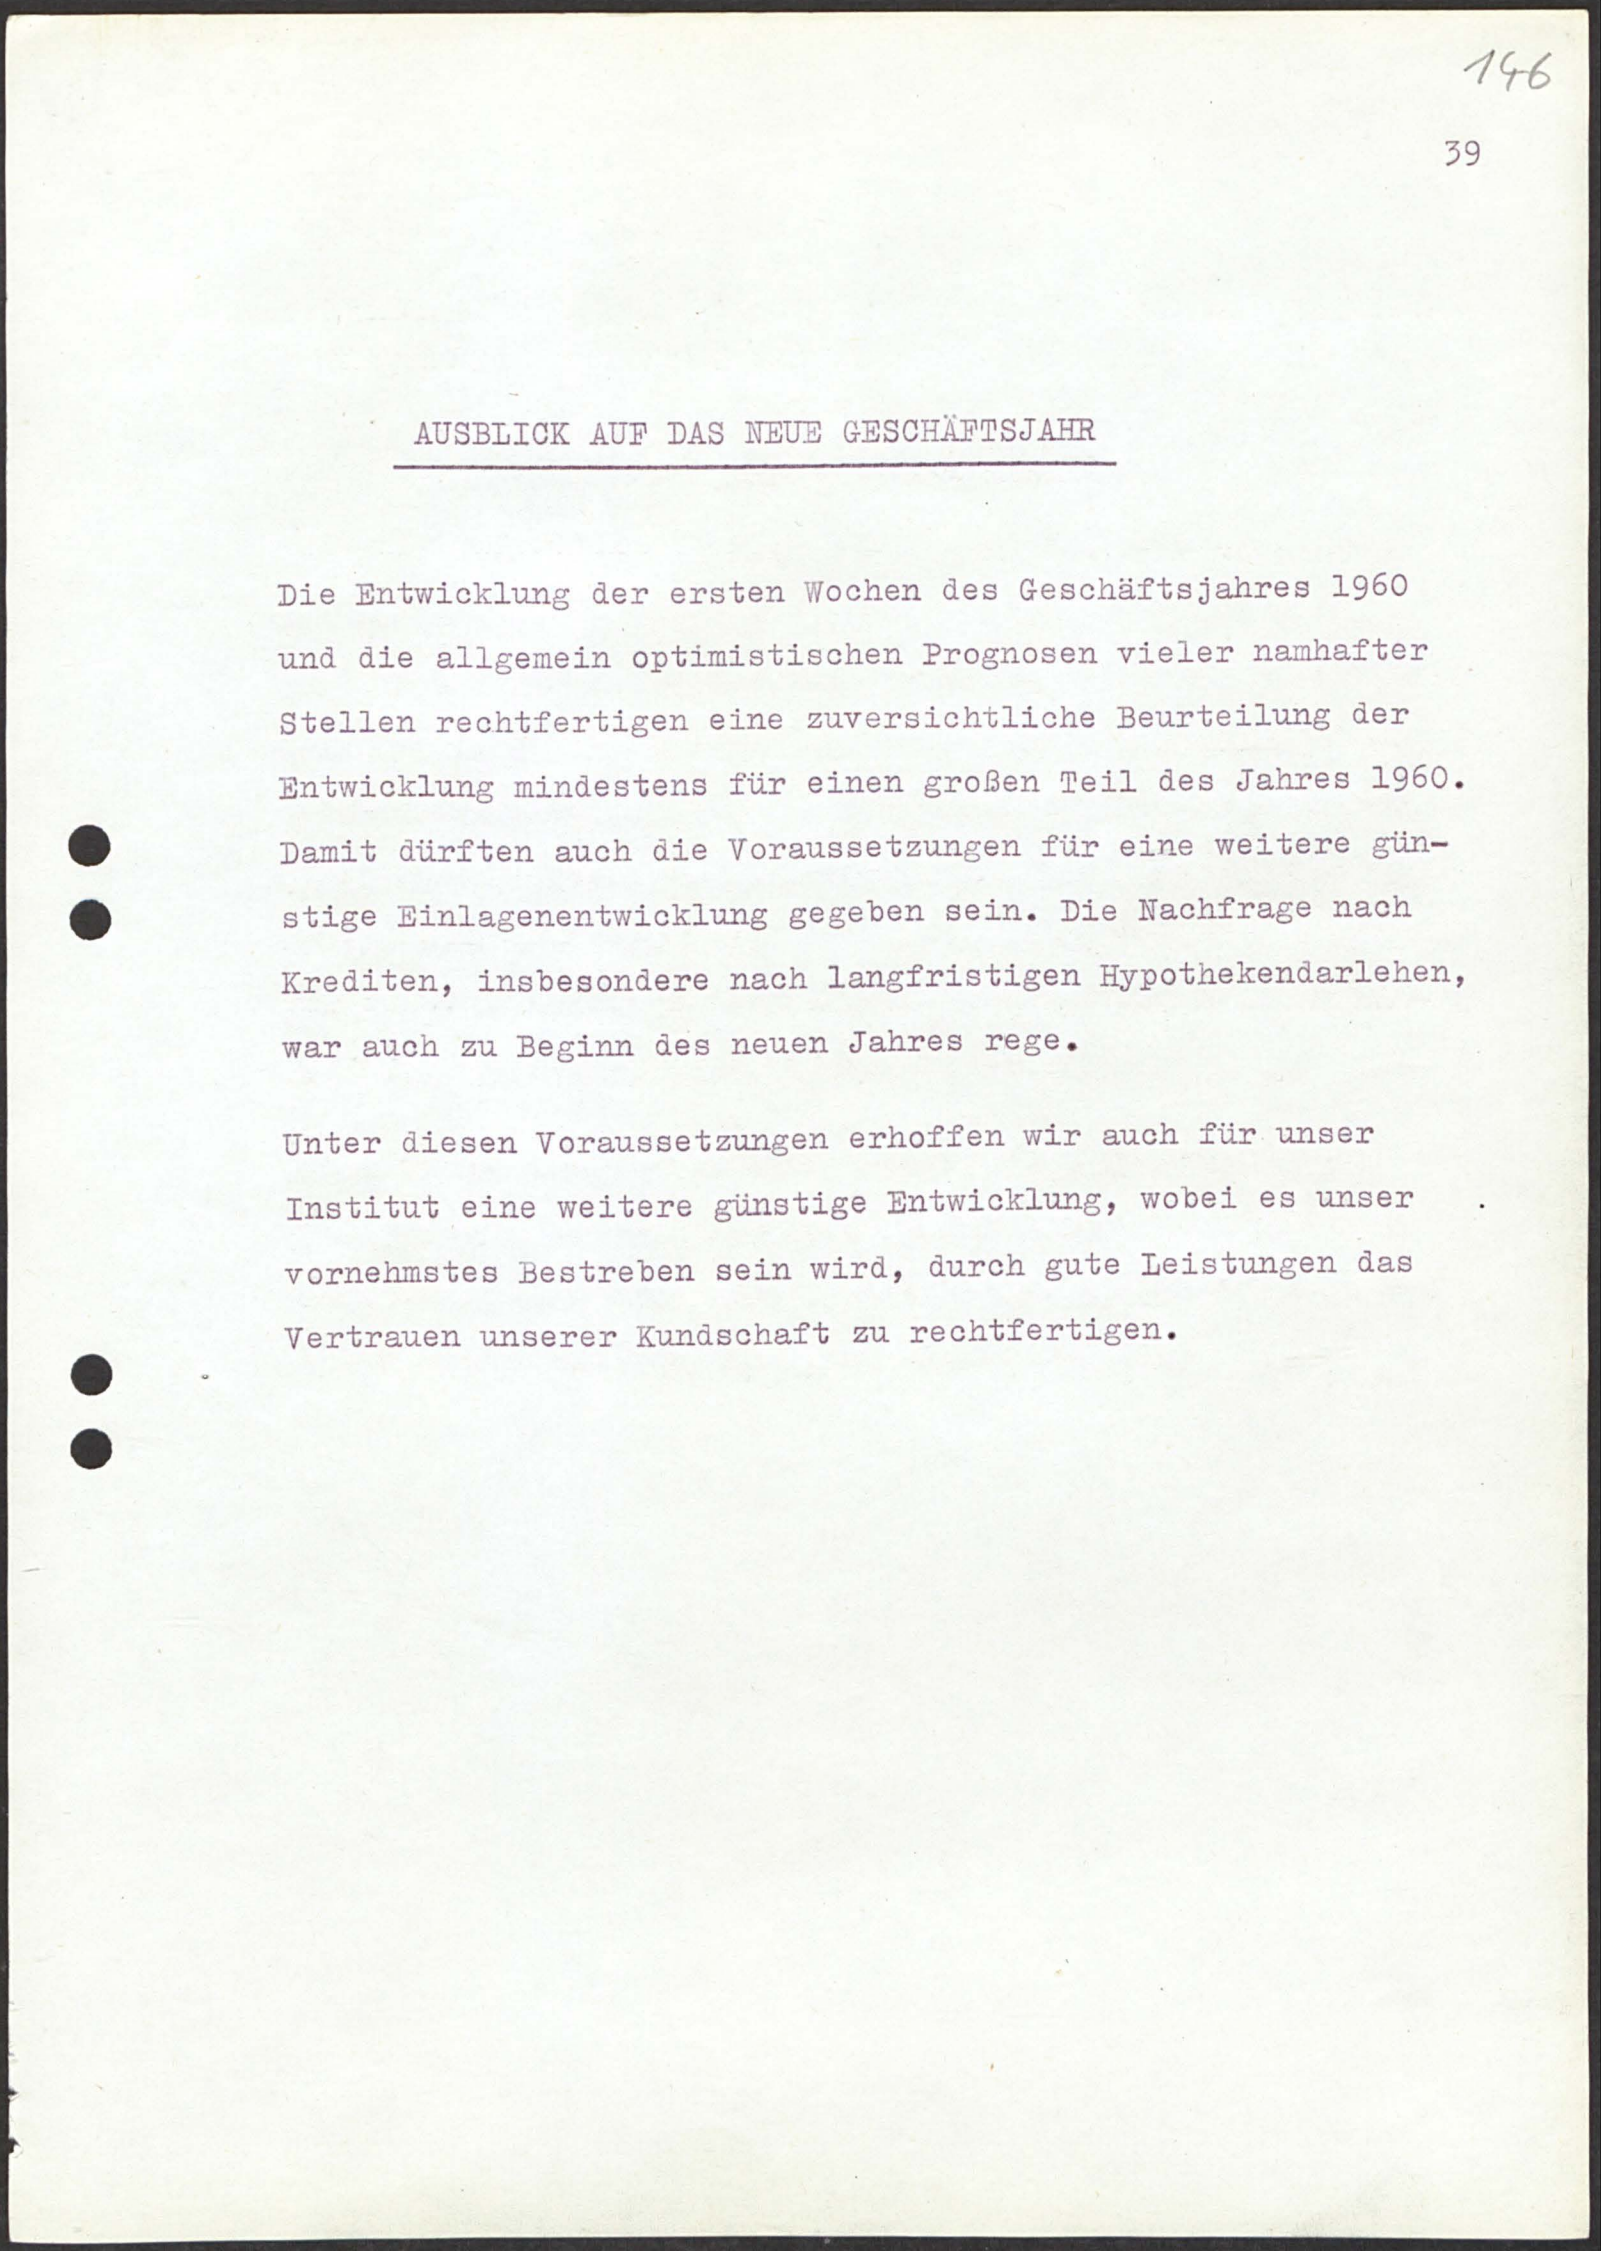 146
39
AUSBLICK AUF DAS NEUE GESCHÄFTSJAHR
Die Entwicklung der ersten Wochen des Geschäftsjahres 1960
und die allgemein optimistischen Prognosen vieler namhafter
Stellen rechtfertigen eine zuversichtliche Beurteilung der
Entwicklung mindestens für einen großen Teil des Jahres 1960.
Damit dürften auch die Voraussetzungen für eine weitere gün-
stige Einlagenentwicklung gegeben sein. Die Nachfrage nach
Krediten, insbesondere nach langfristigen Hypothekendarlehen,
war auch zu Beginn des neuen Jahres rege.
Unter diesen Voraussetzungen erhoffen wir auch für unser
Institut eine weitere günstige Entwicklung, wobei es unser
vornehmstes Bestreben sein wird, durch gute Leistungen das
Vertrauen unserer Kundschaft zu rechtfertigen.